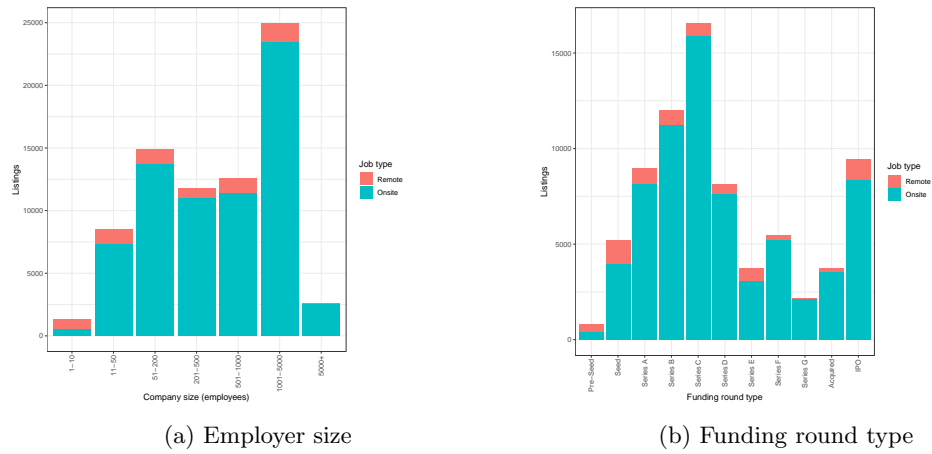 25000
20000
15000
10000
5000
0
Listings
1−10
11−50
51−200
201−500
501−1000
1001−5000
5000+
Company size (employees)
Job type
Remote
Onsite
(a) Employer size
15000
10000
5000
0
Listings
Pre−Seed
Seed
Series A
Series B
Series C
Series D
Series E
Series F
Series G
Acquired
IPO
Funding round type
Job type
Remote
Onsite
(b) Funding round type